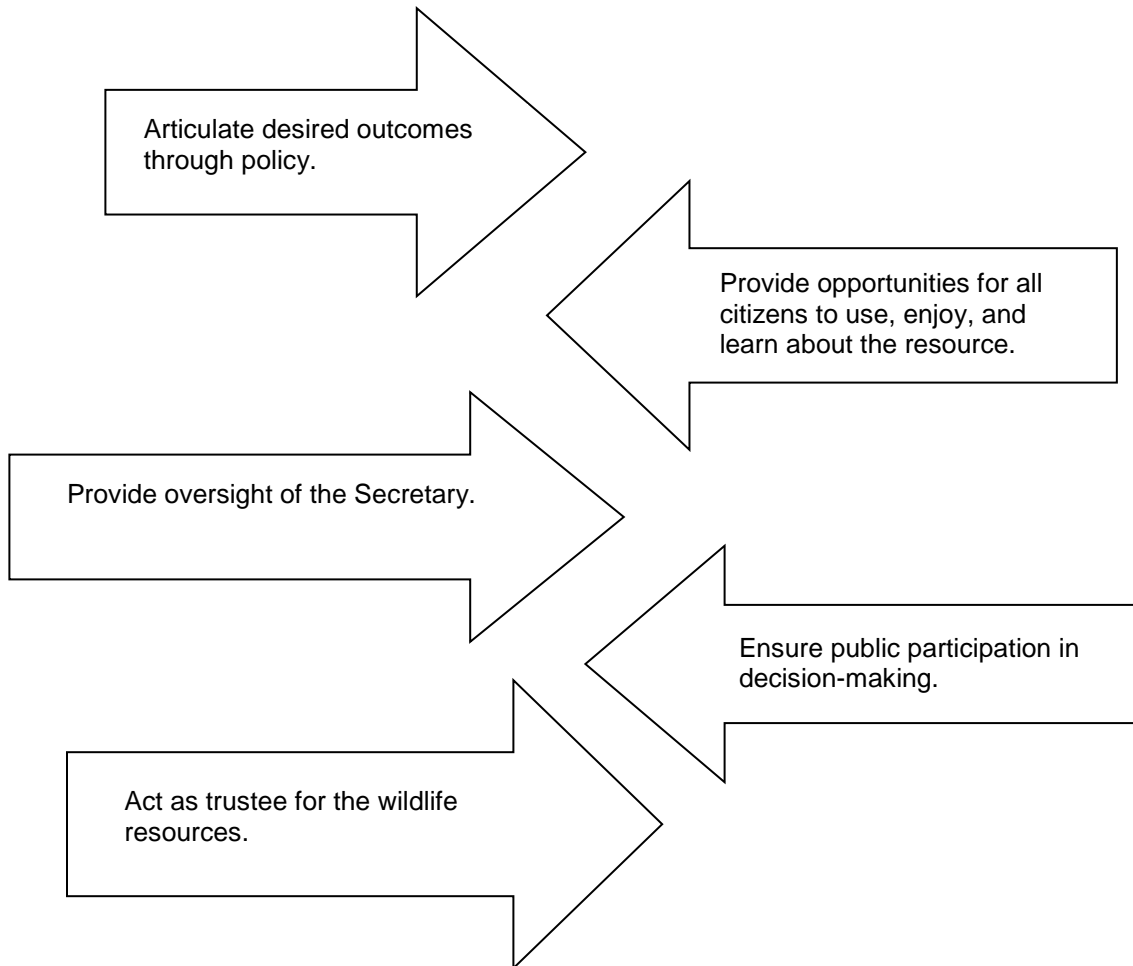 Articulate desired outcomes
through policy.
Provide opportunities for all
citizens to use, enjoy, and
learn about the resource.
Provide oversight of the Secretary.
Ensure public participation in
decision-making.
Act as trustee for the wildlife
resources.